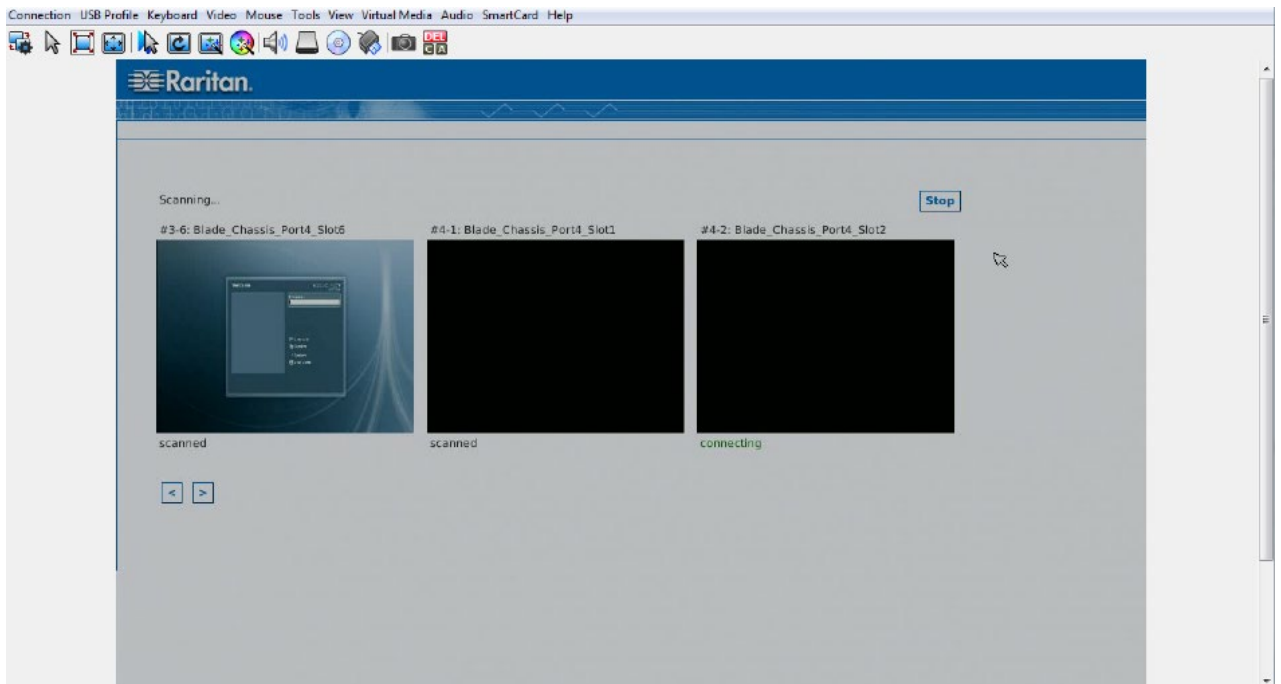 Connection USB Profile Keyboard Video Mouse Tools View Virtual Media Audio SmartCard Help
DEL
C A
Raritan.
Scanning...
Stop
#3-6: Blade_Chassis_Port4_Slot6
#4-1: Blade_Chassis_Port4_Slot1
#4-2: Blade_Chassis_Port4_Slot2
scanned
scanned
connecting
< >